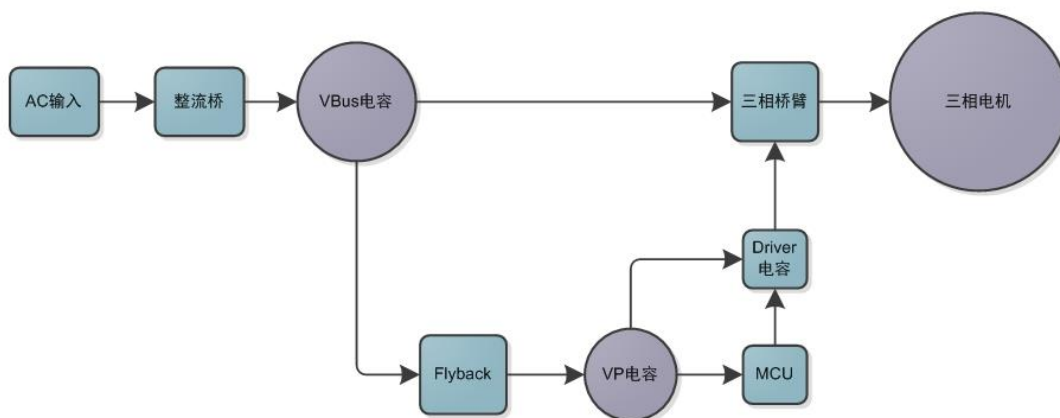 AC输入
整流桥
VBus电容
三相桥臂
三相电机
Driver
电容
Flyback
VP电容
MCU